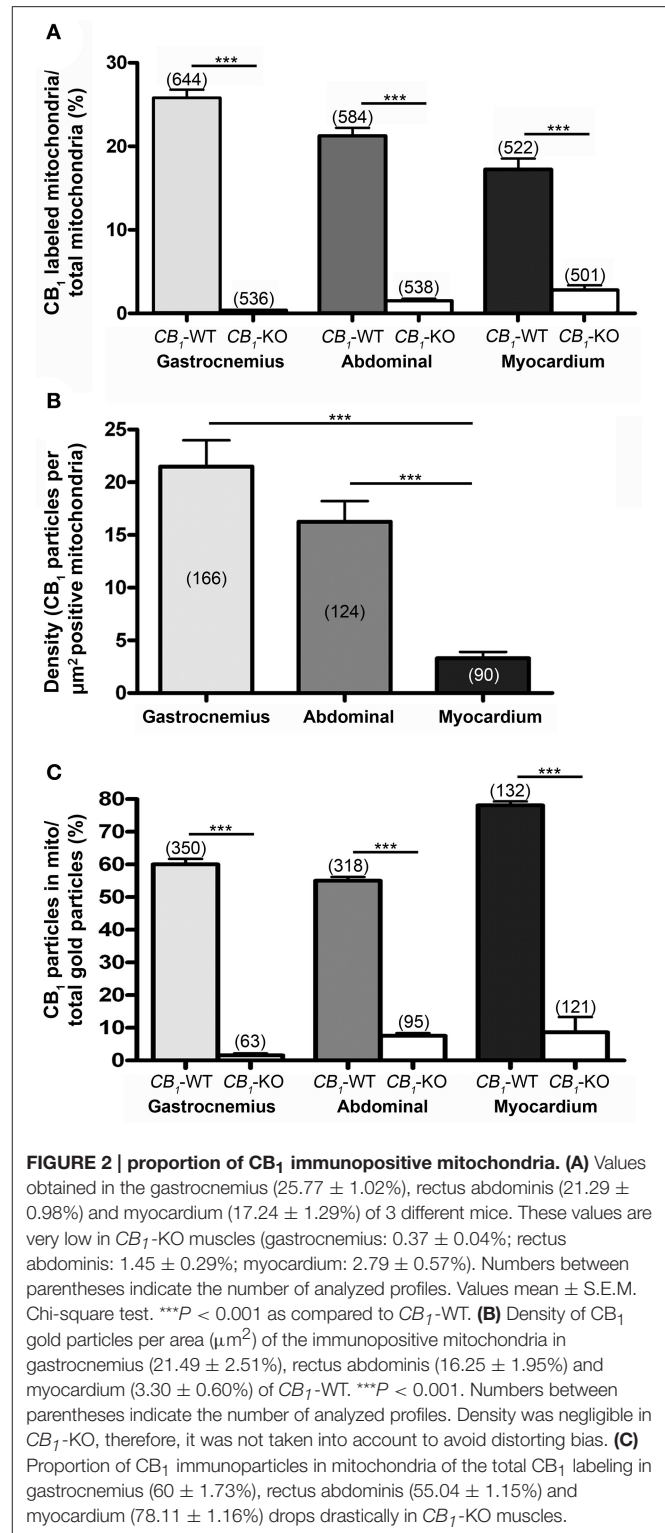 A
CB₁ labeled mitochondria/
total mitochondria (%)
30
20
10
0
(644)
***
(536)
(584)
***
(538)
(522)
***
(501)
CB₁-WT CB₁-KO CB₁-WT CB₁-KO CB₁-WT CB₁-KO
Gastrocnemius Abdominal Myocardium
B
Density (CB₁ particles per
µm² positive mitochondria)
25
20
15
10
5
0
***
***
(166)
(124)
(90)
Gastrocnemius Abdominal Myocardium
C
CB₁ particles in mito/
total gold particles (%)
80
70
60
50
40
30
20
10
0
(350)
***
(63)
(318)
***
(95)
(132)
***
(121)
CB₁-WT CB₁-KO CB₁-WT CB₁-KO CB₁-WT CB₁-KO
Gastrocnemius Abdominal Myocardium
FIGURE 2 | proportion of CB₁ immunopositive mitochondria. (A) Values
obtained in the gastrocnemius (25.77 ± 1.02%), rectus abdominis (21.29 ±
0.98%) and myocardium (17.24 ± 1.29%) of 3 different mice. These values are
very low in CB₁-KO muscles (gastrocnemius: 0.37 ± 0.04%; rectus
abdominis: 1.45 ± 0.29%; myocardium: 2.79 ± 0.57%). Numbers between
parentheses indicate the number of analyzed profiles. Values mean ± S.E.M.
Chi-square test. ***P < 0.001 as compared to CB₁-WT. (B) Density of CB₁
gold particles per area (µm²) of the immunopositive mitochondria in
gastrocnemius (21.49 ± 2.51%), rectus abdominis (16.25 ± 1.95%) and
myocardium (3.30 ± 0.60%) of CB₁-WT. ***P < 0.001. Numbers between
parentheses indicate the number of analyzed profiles. Density was negligible in
CB₁-KO, therefore, it was not taken into account to avoid distorting bias. (C)
Proportion of CB₁ immunoparticles in mitochondria of the total CB₁ labeling in
gastrocnemius (60 ± 1.73%), rectus abdominis (55.04 ± 1.15%) and
myocardium (78.11 ± 1.16%) drops drastically in CB₁-KO muscles.